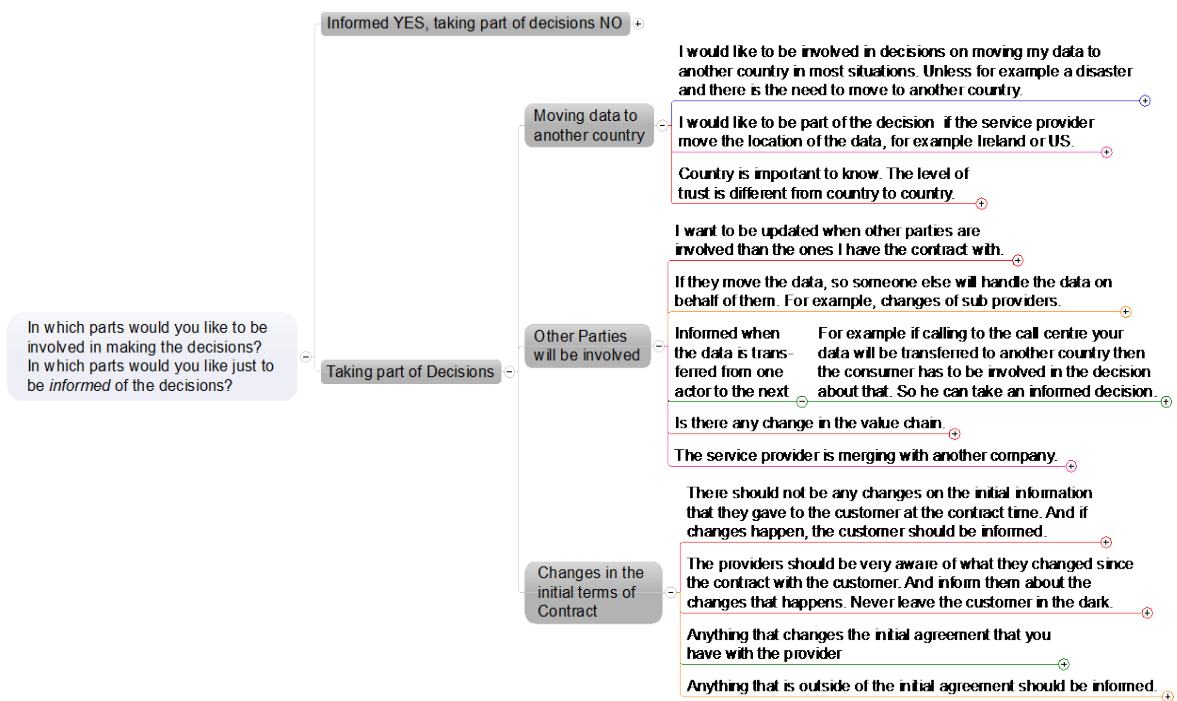 Informed YES, taking part of decisions NO
I would like to be involved in decisions on moving my data to
another country in most situations. Unless for example a disaster
and there is the need to move to another country.
Moving data to
another country
I would like to be part of the decision if the service provider
move the location of the data, for example Ireland or US.
Country is important to know. The level of
trust is different from country to country.
In which parts would you like to be
involved in making the decisions?
In which parts would you like just to
be informed of the decisions?
Taking part of Decisions
Other Parties
will be involved
I want to be updated when other parties are
involved than the ones I have the contract with.
If they move the data, so someone else will handle the data on
behalf of them. For example, changes of sub providers.
Informed when
the data is trans-
ferred from one
actor to the next
For example if calling to the call centre your
data will be transferred to another country then
the consumer has to be involved in the decision
about that. So he can take an informed decision.
Is there any change in the value chain.
The service provider is merging with another company.
Changes in the
initial terms of
Contract
There should not be any changes on the initial information
that they gave to the customer at the contract time. And if
changes happen, the customer should be informed.
The providers should be very aware of what they changed since
the contract with the customer. And inform them about the
changes that happens. Never leave the customer in the dark.
Anything that changes the initial agreement that you
have with the provider
Anything that is outside of the initial agreement should be informed.